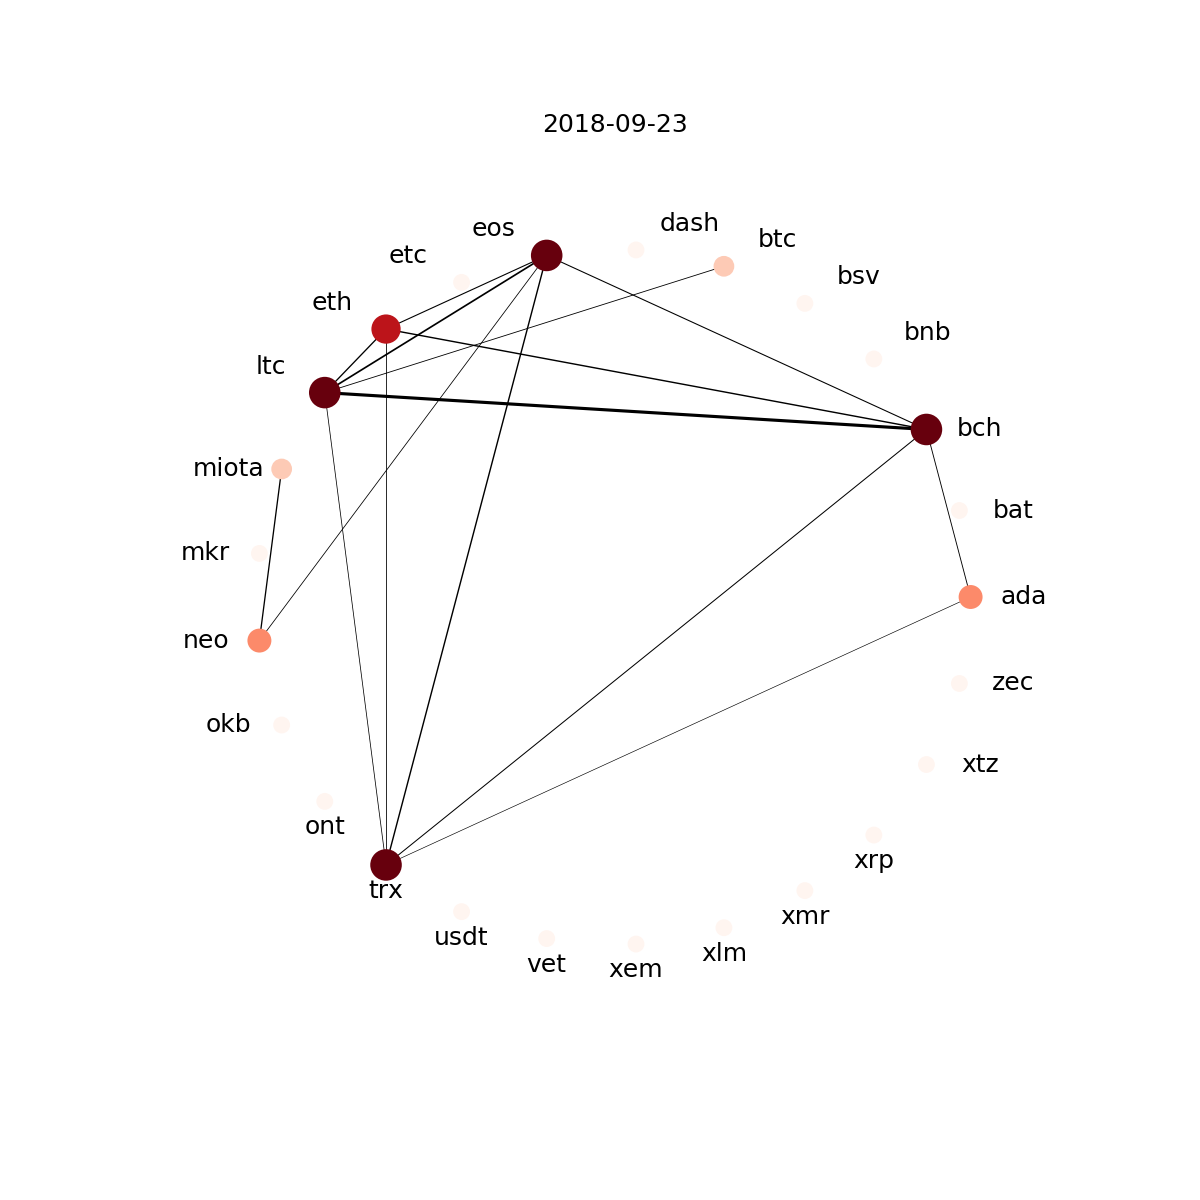 2018-09-23
dash
eos
btc
etc
bsv
eth
bnb
ltc
bch
miota
bat
mkr
ada
neo
zec
okb
xtz
ont
xrp
trx
xmr
usdt
xlm
vet
xem